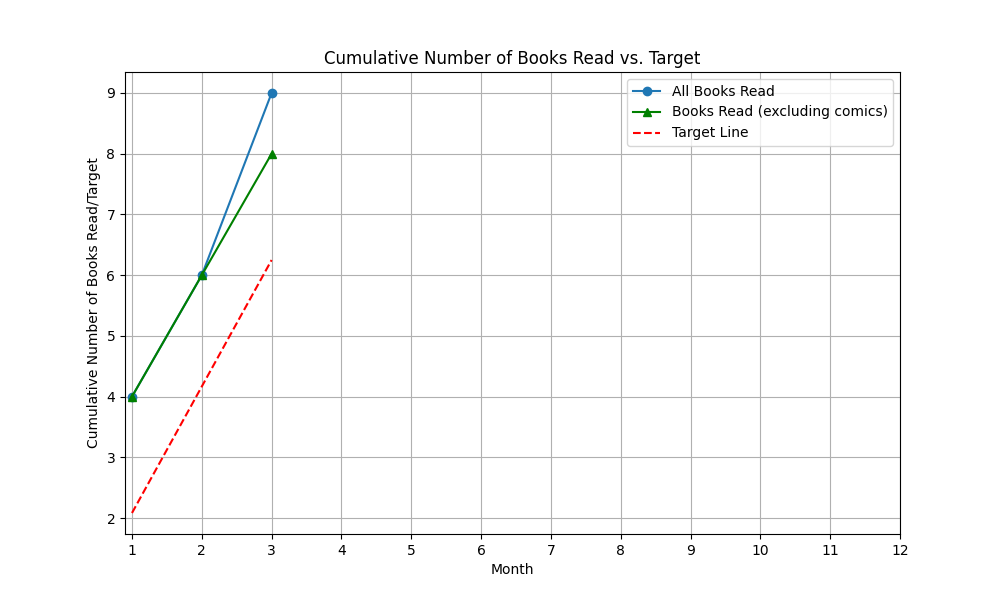 Cumulative Number of Books Read vs. Target
All Books Read
Books Read (excluding comics)
Target Line
Cumulative Number of Books Read/Target
9
8
7
6
5
4
3
2
1 2 3 4 5 6 7 8 9 10 11 12
Month